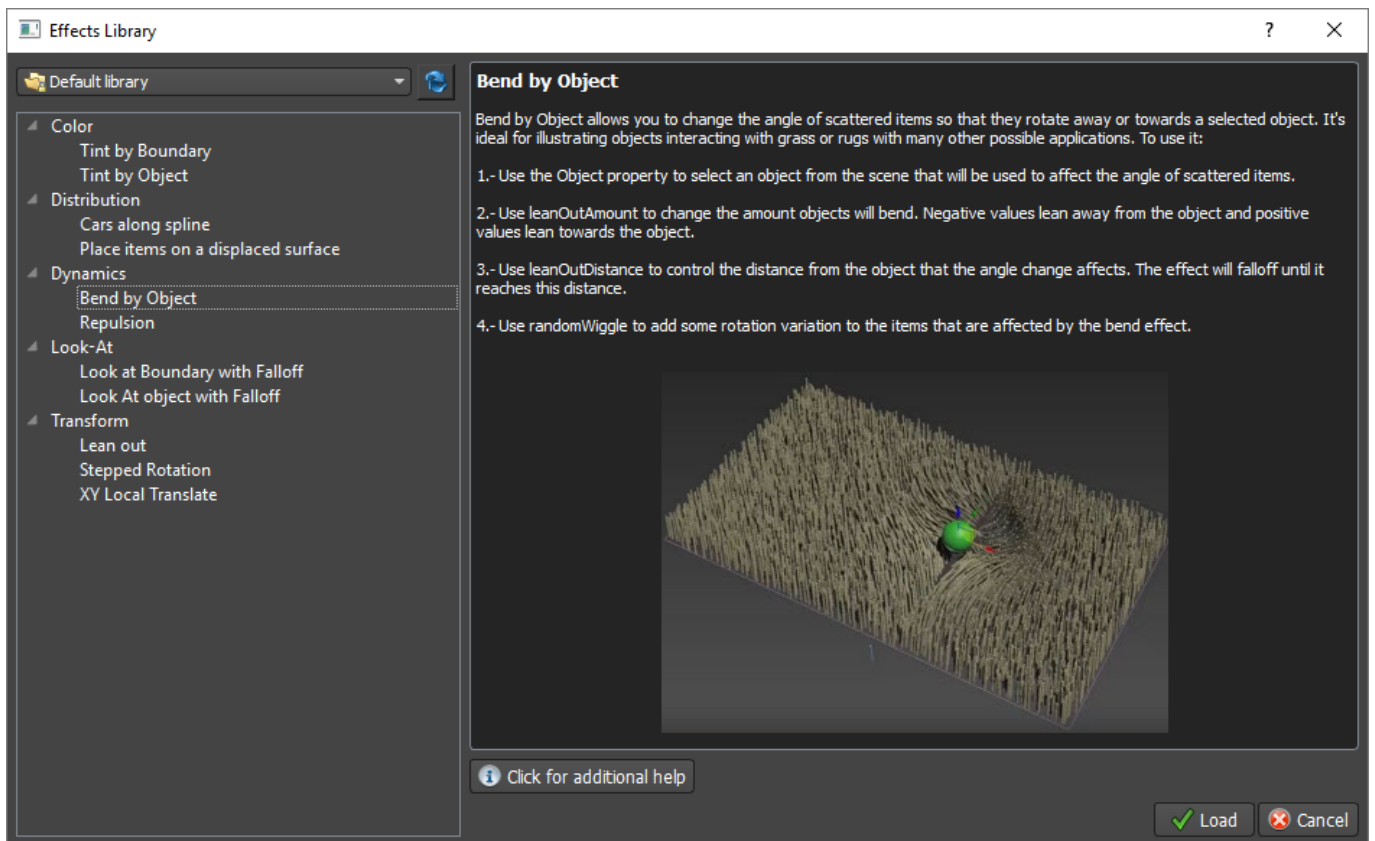 Effects Library
?
Default library
Color
Tint by Boundary
Tint by Object
Distribution
Cars along spline
Place items on a displaced surface
Dynamics
Bend by Object
Repulsion
Look-At
Look at Boundary with Falloff
Look At object with Falloff
Transform
Lean out
Stepped Rotation
XY Local Translate
Bend by Object
Bend by Object allows you to change the angle of scattered items so that they rotate away or towards a selected object. It's
ideal for illustrating objects interacting with grass or rugs with many other possible applications. To use it:
1.- Use the Object property to select an object from the scene that will be used to affect the angle of scattered items.
2.- Use leanOutAmount to change the amount objects will bend. Negative values lean away from the object and positive
values lean towards the object.
3.- Use leanOutDistance to control the distance from the object that the angle change affects. The effect will falloff until it
reaches this distance.
4.- Use randomWiggle to add some rotation variation to the items that are affected by the bend effect.
Click for additional help
Load
Cancel